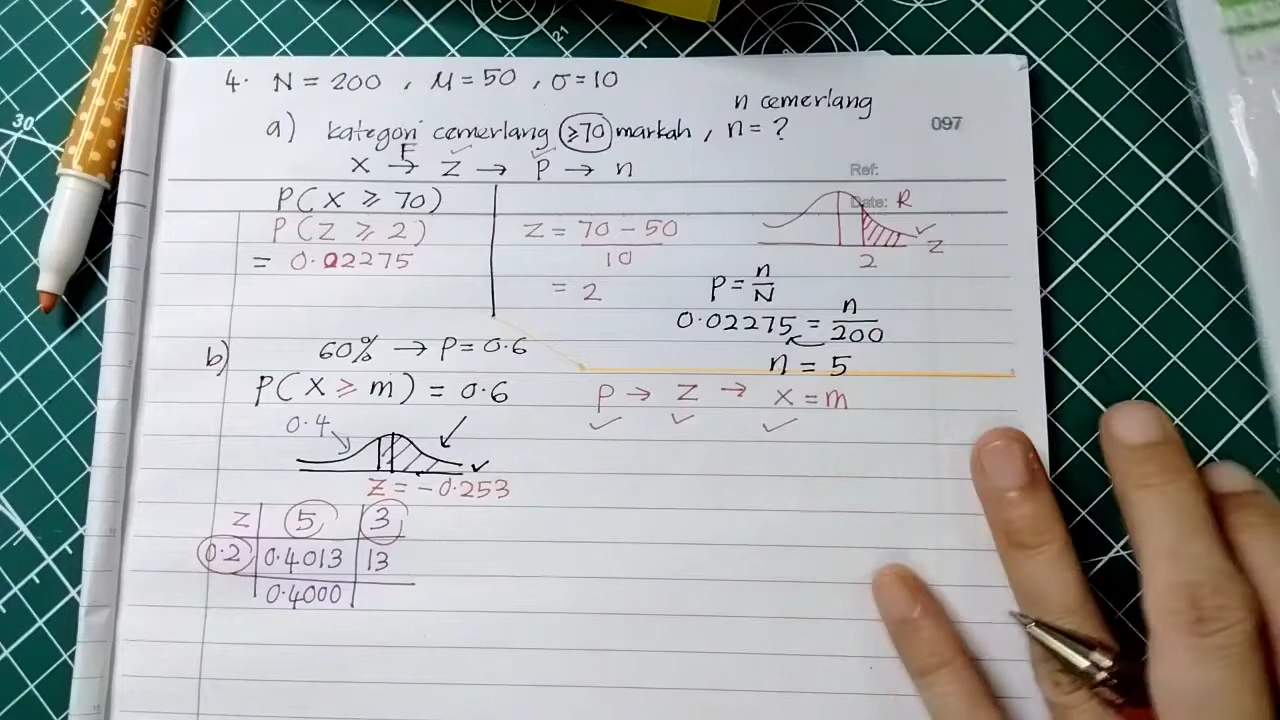 4. N = 200 , μ = 50 , σ = 10
n cemerlang
a) kategori cemerlang ≥70 markah , n = ?
097
F
X → Z → P → n
Ref:
P(X ≥ 70)
Date: R
P(Z ≥ 2)
= 0.02275
Z = 70 - 50
10
= 2
2
Z
P = n/N
0.02275 = n/200
n = 5
b) 60% → P = 0.6
P(X ≥ m) = 0.6
P → Z → X = m
0.4
Z = -0.253
Z 5 3
0.2 0.4013 13
0.4000
30
21